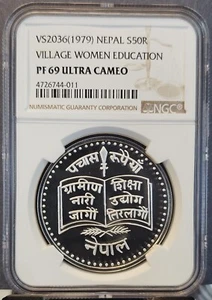 VS2036(1979) NEPAL S50R
VILLAGE WOMEN EDUCATION
PF 69 ULTRA CAMEO
4726744-011
NUMISMATIC GUARANTY CORPORATION
NGC
पचास रूपैयाँ
ग्रामीण शिक्षा
नारी उद्योग
जागौं तिरलागौं
नेपाल